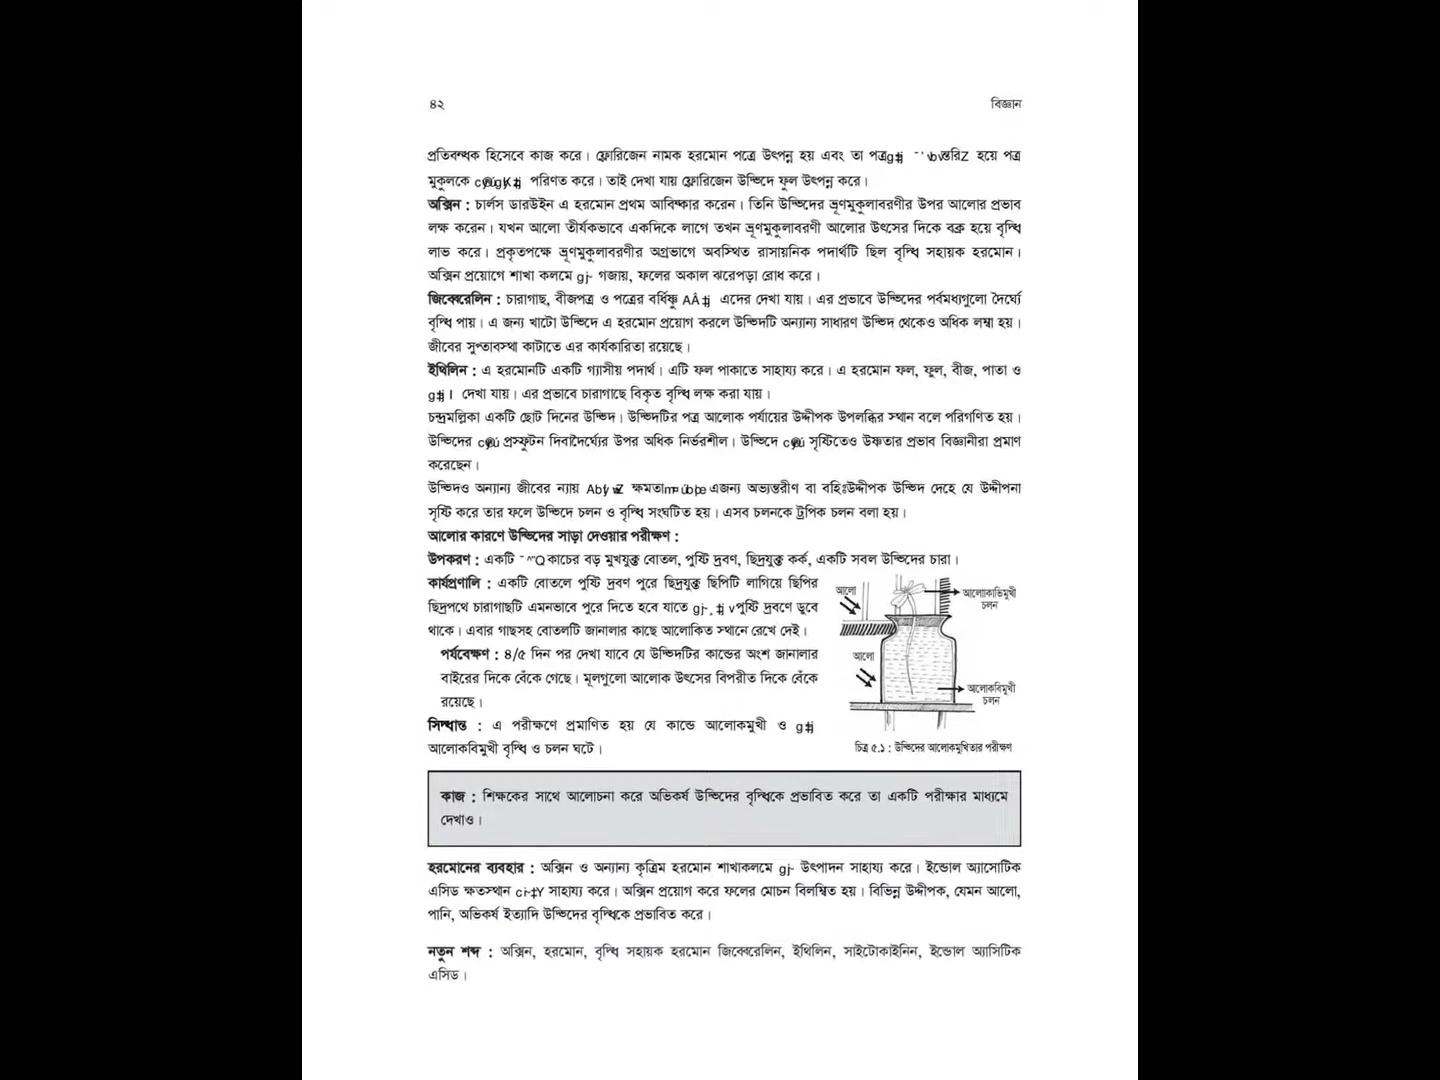 ৪২
বিজ্ঞান
প্রতিবন্ধক হিসেবে কাজ করে। ফ্লোরিজেন নামক হরমোন পত্রে উৎপন্ন হয় এবং তা পত্র হয়ে পত্র
মুকুলকে পরিণত করে। তাই দেখা যায় ফ্লোরিজেন উদ্ভিদে ফুল উৎপন্ন করে।
অক্সিন : চার্লস ডারউইন এ হরমোন প্রথম আবিষ্কার করেন। তিনি উদ্ভিদের ভ্রূণমুকুলাবরণীর উপর আলোর প্রভাব
লক্ষ করেন। যখন আলো তীর্যকভাবে একদিকে লাগে তখন ভ্রূণমুকুলাবরণী আলোর উৎসের দিকে বক্র হয়ে বৃদ্ধি
লাভ করে। প্রকৃতপক্ষে ভ্রূণমুকুলাবরণীর অগ্রভাগে অবস্থিত রাসায়নিক পদার্থটি ছিল বৃদ্ধি সহায়ক হরমোন।
অক্সিন প্রয়োগে শাখা কলমে gj- গজায়, ফলের অকাল ঝরেপড়া রোধ করে।
জিব্বেরেলিন : চারাগাছ, বীজপত্র ও পত্রের বর্ধিষ্ণু এদের দেখা যায়। এর প্রভাবে উদ্ভিদের পর্বমধ্যগুলো দৈর্ঘ্যে
বৃদ্ধি পায়। এ জন্য খাটো উদ্ভিদে এ হরমোন প্রয়োগ করলে উদ্ভিদটি অন্যান্য সাধারণ উদ্ভিদ থেকেও অধিক লম্বা হয়।
জীবের সুপ্তাবস্থা কাটাতে এর কার্যকারিতা রয়েছে।
ইথিলিন : এ হরমোনটি একটি গ্যাসীয় পদার্থ। এটি ফল পাকাতে সাহায্য করে। এ হরমোন ফল, ফুল, বীজ, পাতা ও
দেখা যায়। এর প্রভাবে চারাগাছে বিকৃত বৃদ্ধি লক্ষ করা যায়।
চন্দ্রমল্লিকা একটি ছোট দিনের উদ্ভিদ। উদ্ভিদটির পত্র আলোক পর্যায়ের উদ্দীপক উপলব্ধির স্থান বলে পরিগণিত হয়।
উদ্ভিদের প্রস্ফুটন দিবাদৈর্ঘ্যের উপর অধিক নির্ভরশীল। উদ্ভিদে সৃষ্টিতেও উষ্ণতার প্রভাব বিজ্ঞানীরা প্রমাণ
করেছেন।
উদ্ভিদও অন্যান্য জীবের ন্যায় ক্ষমতা এজন্য অভ্যন্তরীণ বা বহিঃউদ্দীপক উদ্ভিদ দেহে যে উদ্দীপনা
সৃষ্টি করে তার ফলে উদ্ভিদে চলন ও বৃদ্ধি সংঘটিত হয়। এসব চলনকে ট্রপিক চলন বলা হয়।
আলোর কারণে উদ্ভিদের সাড়া দেওয়ার পরীক্ষণ :
উপকরণ : একটি কাচের বড় মুখযুক্ত বোতল, পুষ্টি দ্রবণ, ছিদ্রযুক্ত কর্ক, একটি সবল উদ্ভিদের চারা।
কার্যপ্রণালি : একটি বোতলে পুষ্টি দ্রবণ পুরে ছিদ্রযুক্ত ছিপিটি লাগিয়ে ছিপির
ছিদ্রপথে চারাগাছটি এমনভাবে পুরে দিতে হবে যাতে পুষ্টি দ্রবণে ডুবে
থাকে। এবার গাছসহ বোতলটি জানালার কাছে আলোকিত স্থানে রেখে দেই।
পর্যবেক্ষণ : ৪/৫ দিন পর দেখা যাবে যে উদ্ভিদটির কান্ডের অংশ জানালার
বাইরের দিকে বেঁকে গেছে। মূলগুলো আলোক উৎসের বিপরীত দিকে বেঁকে
রয়েছে।
সিদ্ধান্ত : এ পরীক্ষণে প্রমাণিত হয় যে কান্ডে আলোকমুখী ও
আলোকবিমুখী বৃদ্ধি ও চলন ঘটে।
আলো
আলোকাভিমুখী
চলন
আলো
আলোকবিমুখী
চলন
চিত্র ৫.১ : উদ্ভিদের আলোকমুখিতার পরীক্ষণ
কাজ : শিক্ষকের সাথে আলোচনা করে অভিকর্ষ উদ্ভিদের বৃদ্ধিকে প্রভাবিত করে তা একটি পরীক্ষার মাধ্যমে
দেখাও।
হরমোনের ব্যবহার : অক্সিন ও অন্যান্য কৃত্রিম হরমোন শাখাকলমে gj- উৎপাদন সাহায্য করে। ইন্ডোল অ্যাসোটিক
এসিড ক্ষতস্থান সাহায্য করে। অক্সিন প্রয়োগ করে ফলের মোচন বিলম্বিত হয়। বিভিন্ন উদ্দীপক, যেমন আলো,
পানি, অভিকর্ষ ইত্যাদি উদ্ভিদের বৃদ্ধিকে প্রভাবিত করে।
নতুন শব্দ : অক্সিন, হরমোন, বৃদ্ধি সহায়ক হরমোন জিব্বেরেলিন, ইথিলিন, সাইটোকাইনিন, ইন্ডোল অ্যাসিটিক
এসিড।